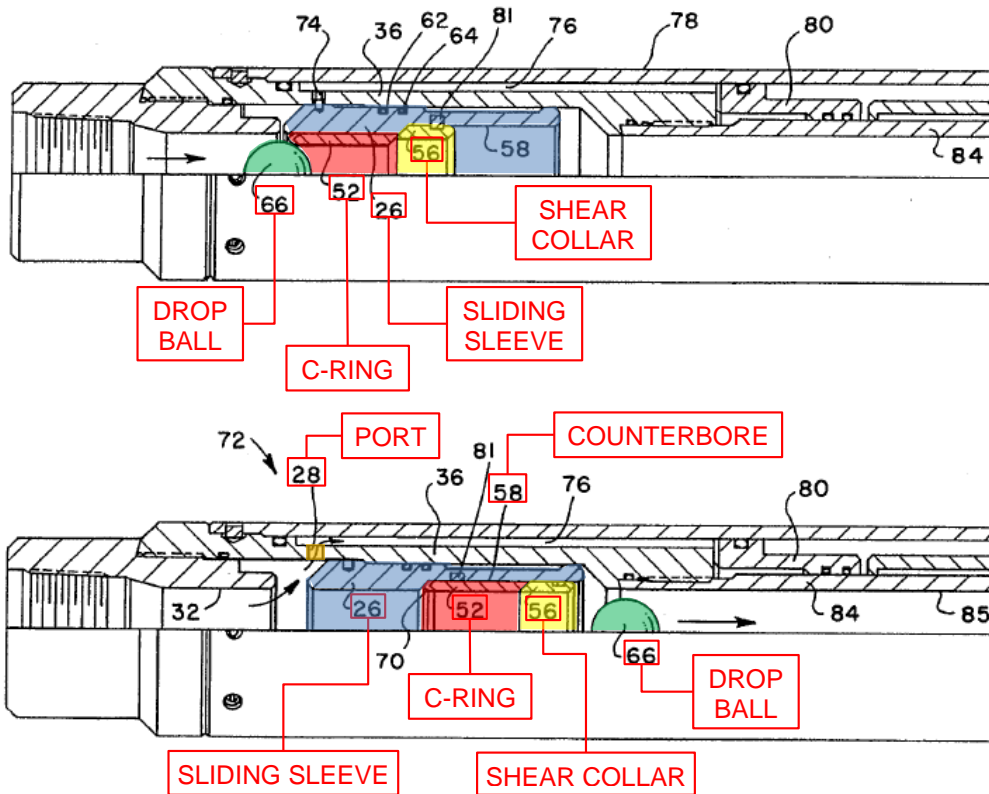 74
36
62
64
81
76
78
80
56
58
84
66
52
26
SHEAR
COLLAR
DROP
BALL
SLIDING
SLEEVE
C-RING
PORT
COUNTERBORE
72
28
36
81
58
76
80
32
26
52
56
84
85
70
66
C-RING
DROP
BALL
SLIDING SLEEVE
SHEAR COLLAR